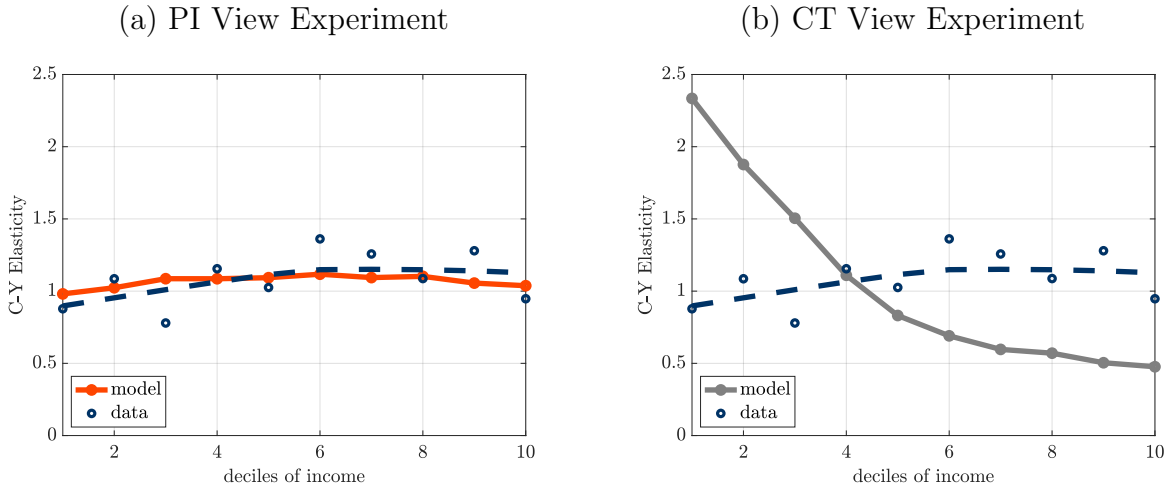 (a) PI View Experiment
2.5
2
1.5
1
0.5
0
C-Y Elasticity
model
data
2
4
6
8
10
deciles of income
(b) CT View Experiment
2.5
2
1.5
1
0.5
0
C-Y Elasticity
model
data
2
4
6
8
10
deciles of income